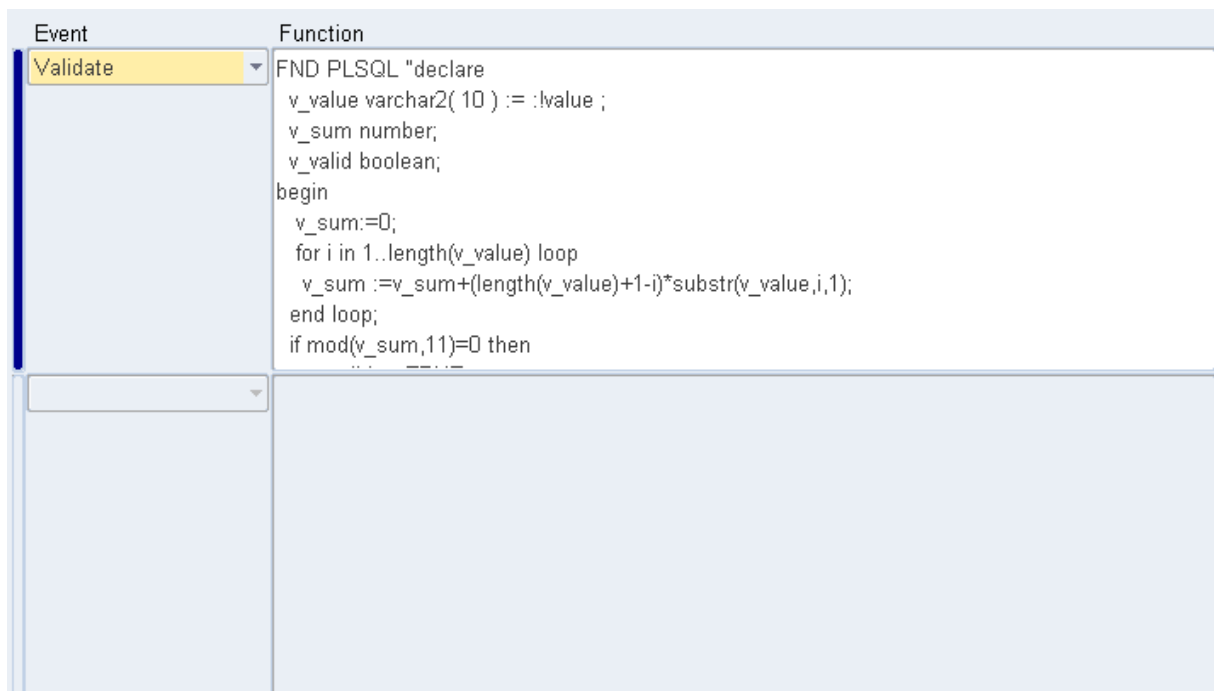 Event Function
Validate FND PLSQL "declare
v_value varchar2( 10 ) := :!value ;
v_sum number;
v_valid boolean;
begin
v_sum:=0;
for i in 1..length(v_value) loop
v_sum :=v_sum+(length(v_value)+1-i)*substr(v_value,i,1);
end loop;
if mod(v_sum,11)=0 then